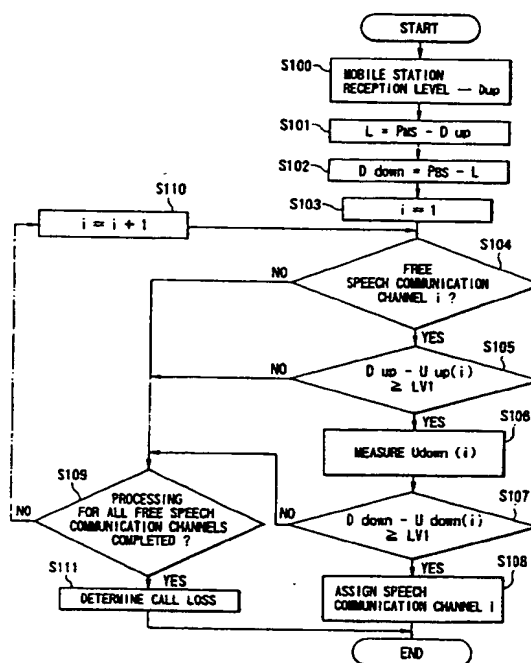 START
S100
MOBILE STATION
RECEPTION LEVEL — Dup
S101
L = PMS - D up
S102
D down = PBS - L
S103
i = 1
S110
i = i + 1
S104
FREE
SPEECH COMMUNICATION
CHANNEL i ?
NO
YES
S105
D up - U up(i)
≥ LV1
NO
YES
S106
MEASURE Udown (i)
S107
D down - U down(i)
≥ LV1
NO
YES
S108
ASSIGN SPEECH
COMMUNICATION CHANNEL i
S109
PROCESSING
FOR ALL FREE SPEECH
COMMUNICATION CHANNELS
COMPLETED ?
NO
YES
S111
DETERMINE CALL LOSS
END